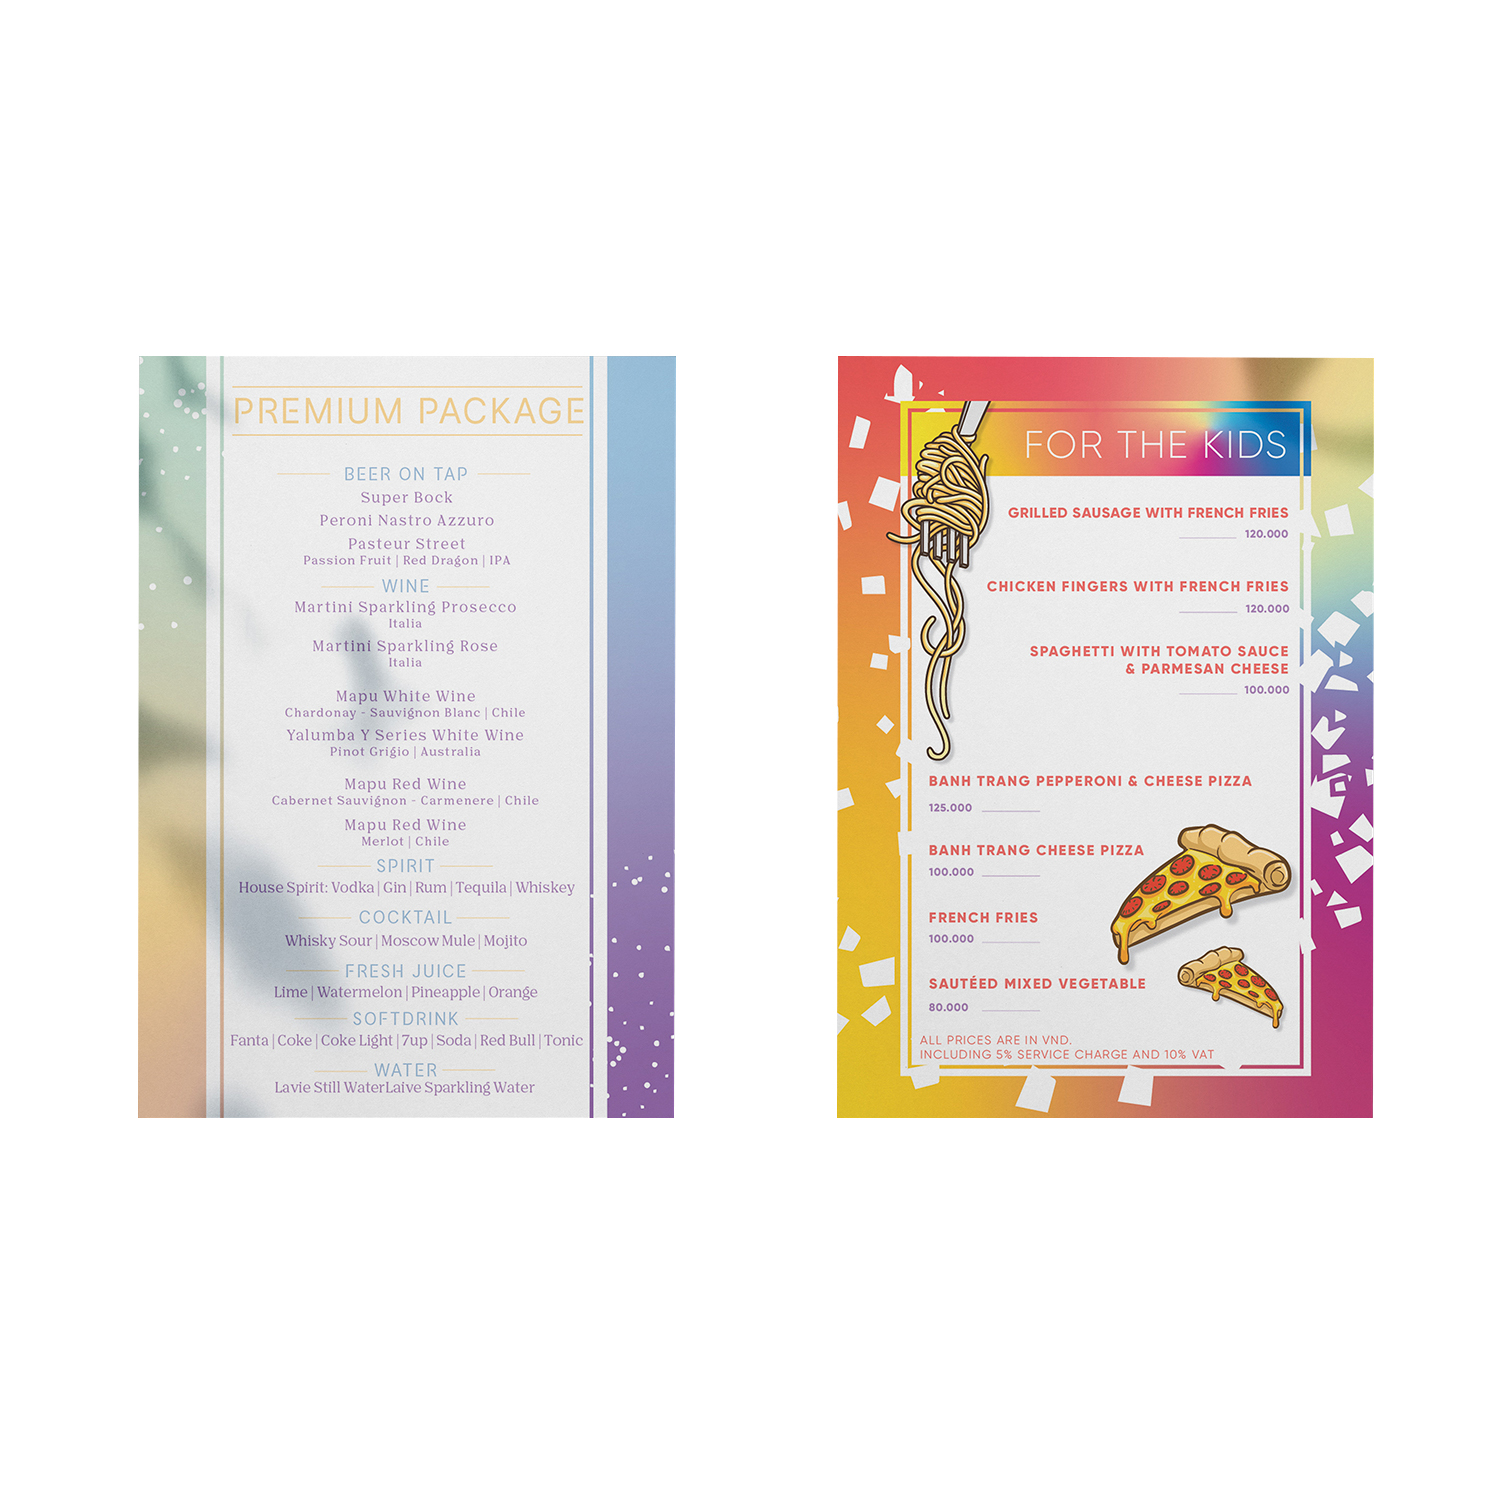 PREMIUM PACKAGE
BEER ON TAP
Super Bock
Peroni Nastro Azzuro
Pasteur Street
Passion Fruit | Red Dragon | IPA
WINE
Martini Sparkling Prosecco
Italia
Martini Sparkling Rose
Italia
Mapu White Wine
Chardonay - Sauvignon Blanc | Chile
Yalumba Y Series White Wine
Pinot Grigio | Australia
Mapu Red Wine
Cabernet Sauvignon - Carmenere | Chile
Mapu Red Wine
Merlot | Chile
SPIRIT
House Spirit: Vodka | Gin | Rum | Tequila | Whiskey
COCKTAIL
Whisky Sour | Moscow Mule | Mojito
FRESH JUICE
Lime | Watermelon | Pineapple | Orange
SOFTDRINK
Fanta | Coke | Coke Light | 7up | Soda | Red Bull | Tonic
WATER
Lavie Still WaterLaive Sparkling Water
FOR THE KIDS
GRILLED SAUSAGE WITH FRENCH FRIES
120.000
CHICKEN FINGERS WITH FRENCH FRIES
120.000
SPAGHETTI WITH TOMATO SAUCE
& PARMESAN CHEESE
100.000
BANH TRANG PEPPERONI & CHEESE PIZZA
125.000
BANH TRANG CHEESE PIZZA
100.000
FRENCH FRIES
100.000
SAUTÉED MIXED VEGETABLE
80.000
ALL PRICES ARE IN VND.
INCLUDING 5% SERVICE CHARGE AND 10% VAT